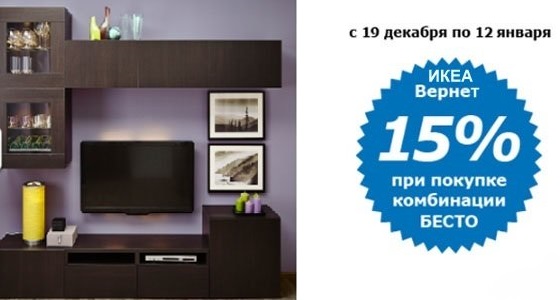 с 19 декабря по 12 января
ИКЕА
Вернет
15%
при покупке
комбинации
БЕСТО